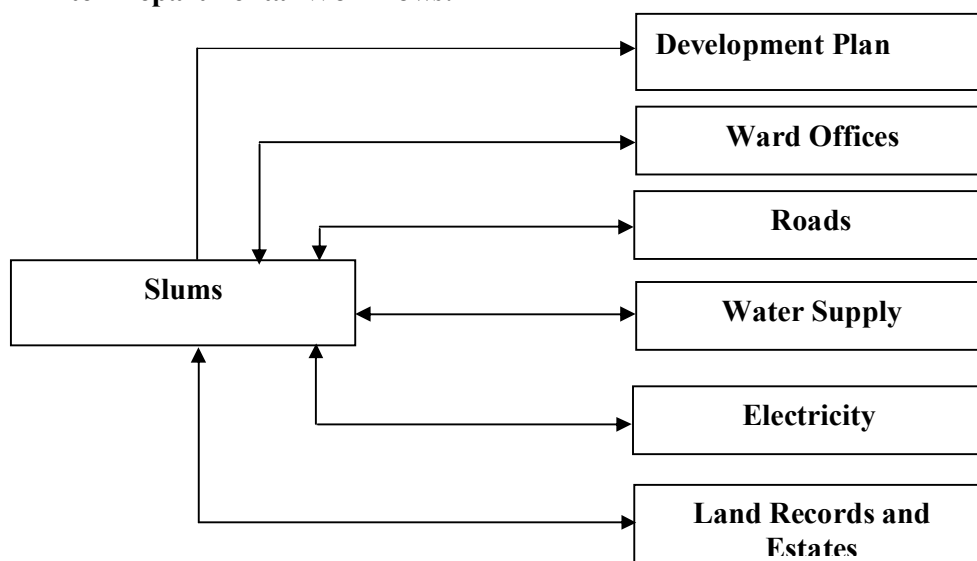 Development Plan
Ward Offices
Roads
Slums
Water Supply
Electricity
Land Records and
Estates